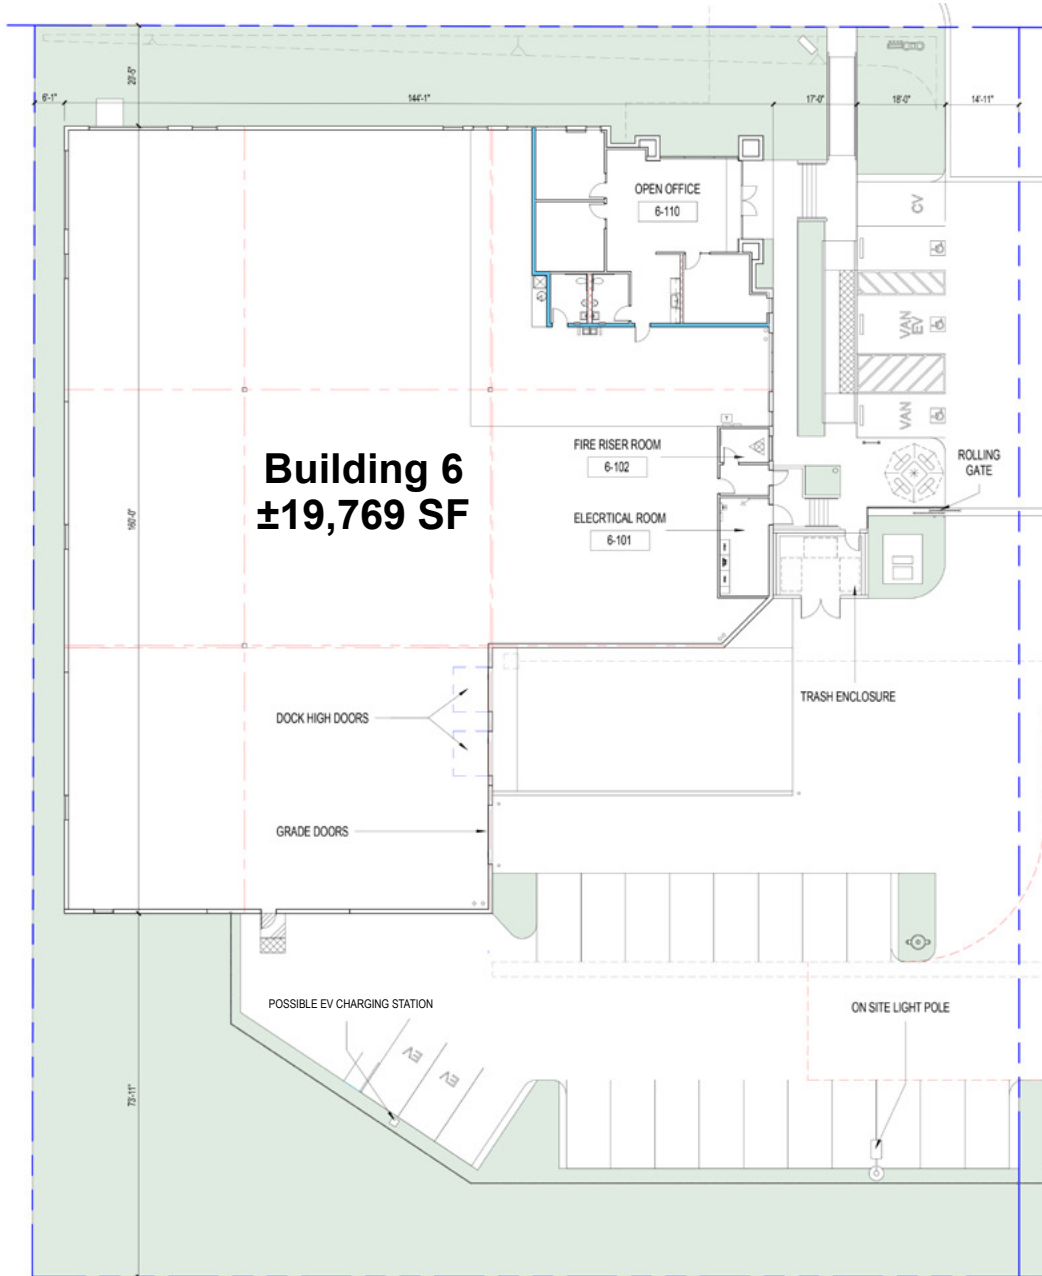 20'-5"
6'-1"
144'-1"
17'-0"
18'-0"
14'-11"
OPEN OFFICE
6-110
CV
VAN
EV
VAN
FIRE RISER ROOM
6-102
ROLLING
GATE
Building 6
±19,769 SF
160'-0"
ELECRTICAL ROOM
6-101
TRASH ENCLOSURE
DOCK HIGH DOORS
GRADE DOORS
POSSIBLE EV CHARGING STATION
ON SITE LIGHT POLE
EV
EV
73'-11"